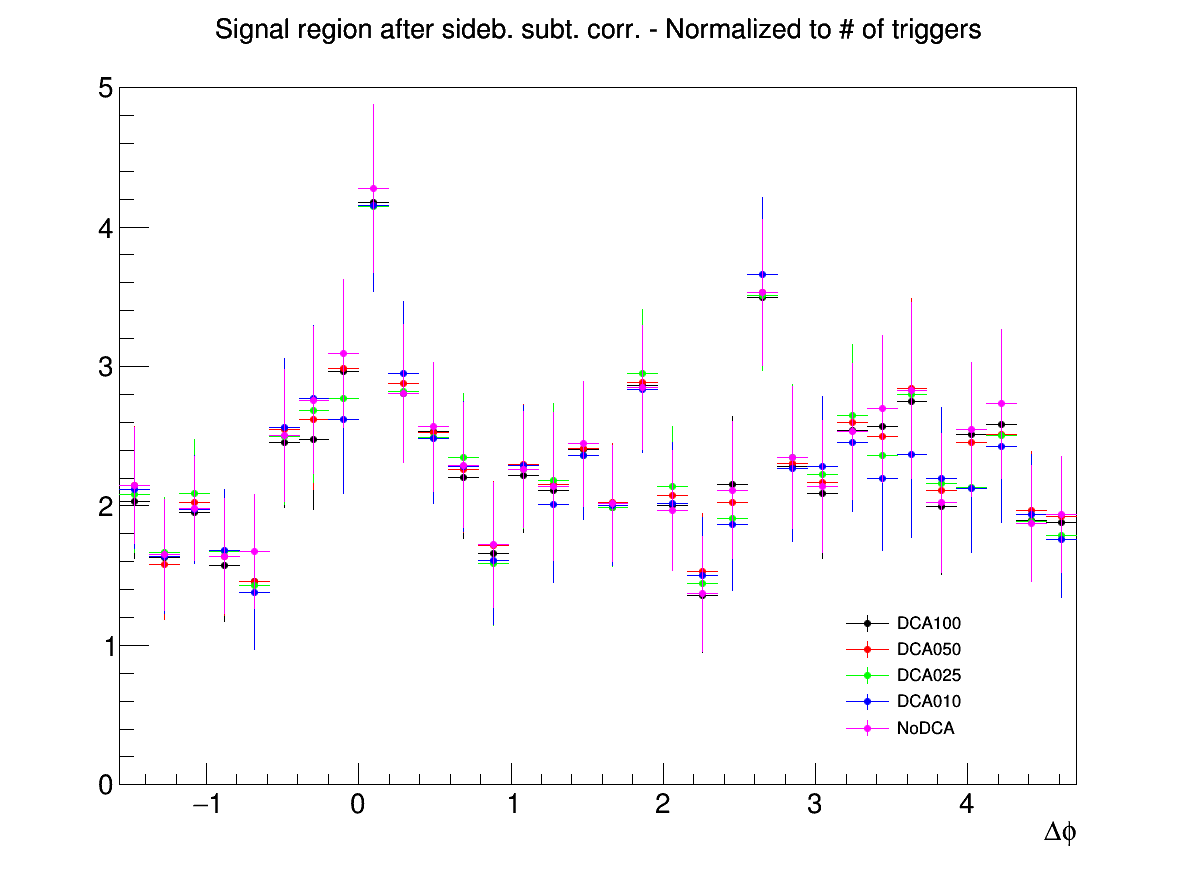 Signal region after sideb. subt. corr. - Normalized to # of triggers
5
4
3
2
1
0
−1 0 1 2 3 4
Δϕ
DCA100
DCA050
DCA025
DCA010
NoDCA